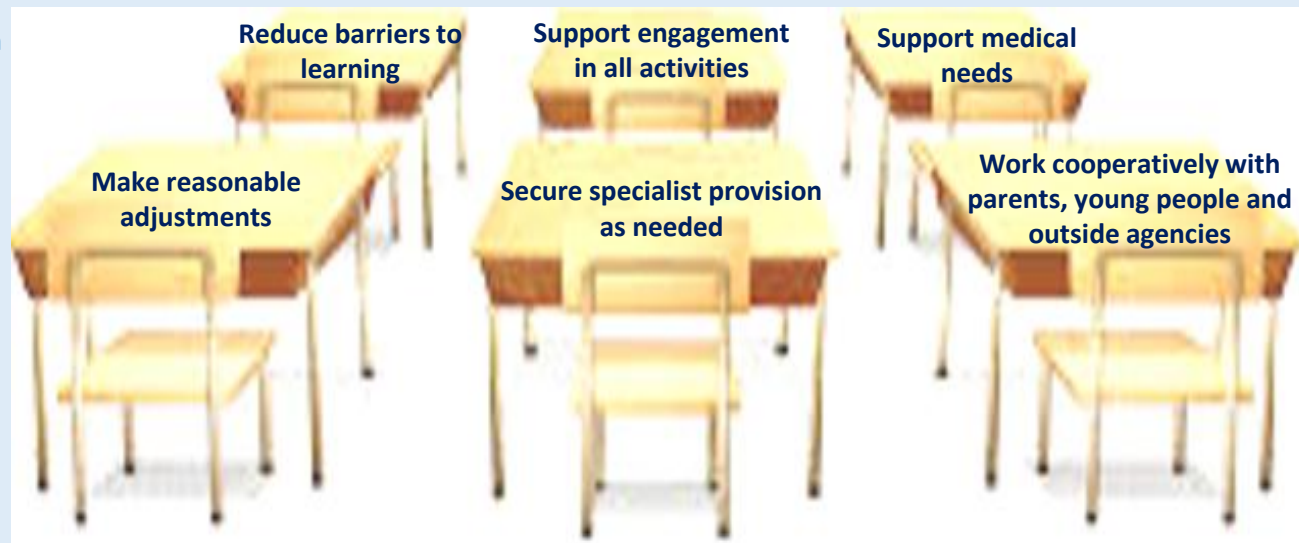 Reduce barriers to
learning
Support engagement
in all activities
Support medical
needs
Make reasonable
adjustments
Secure specialist provision
as needed
Work cooperatively with
parents, young people and
outside agencies